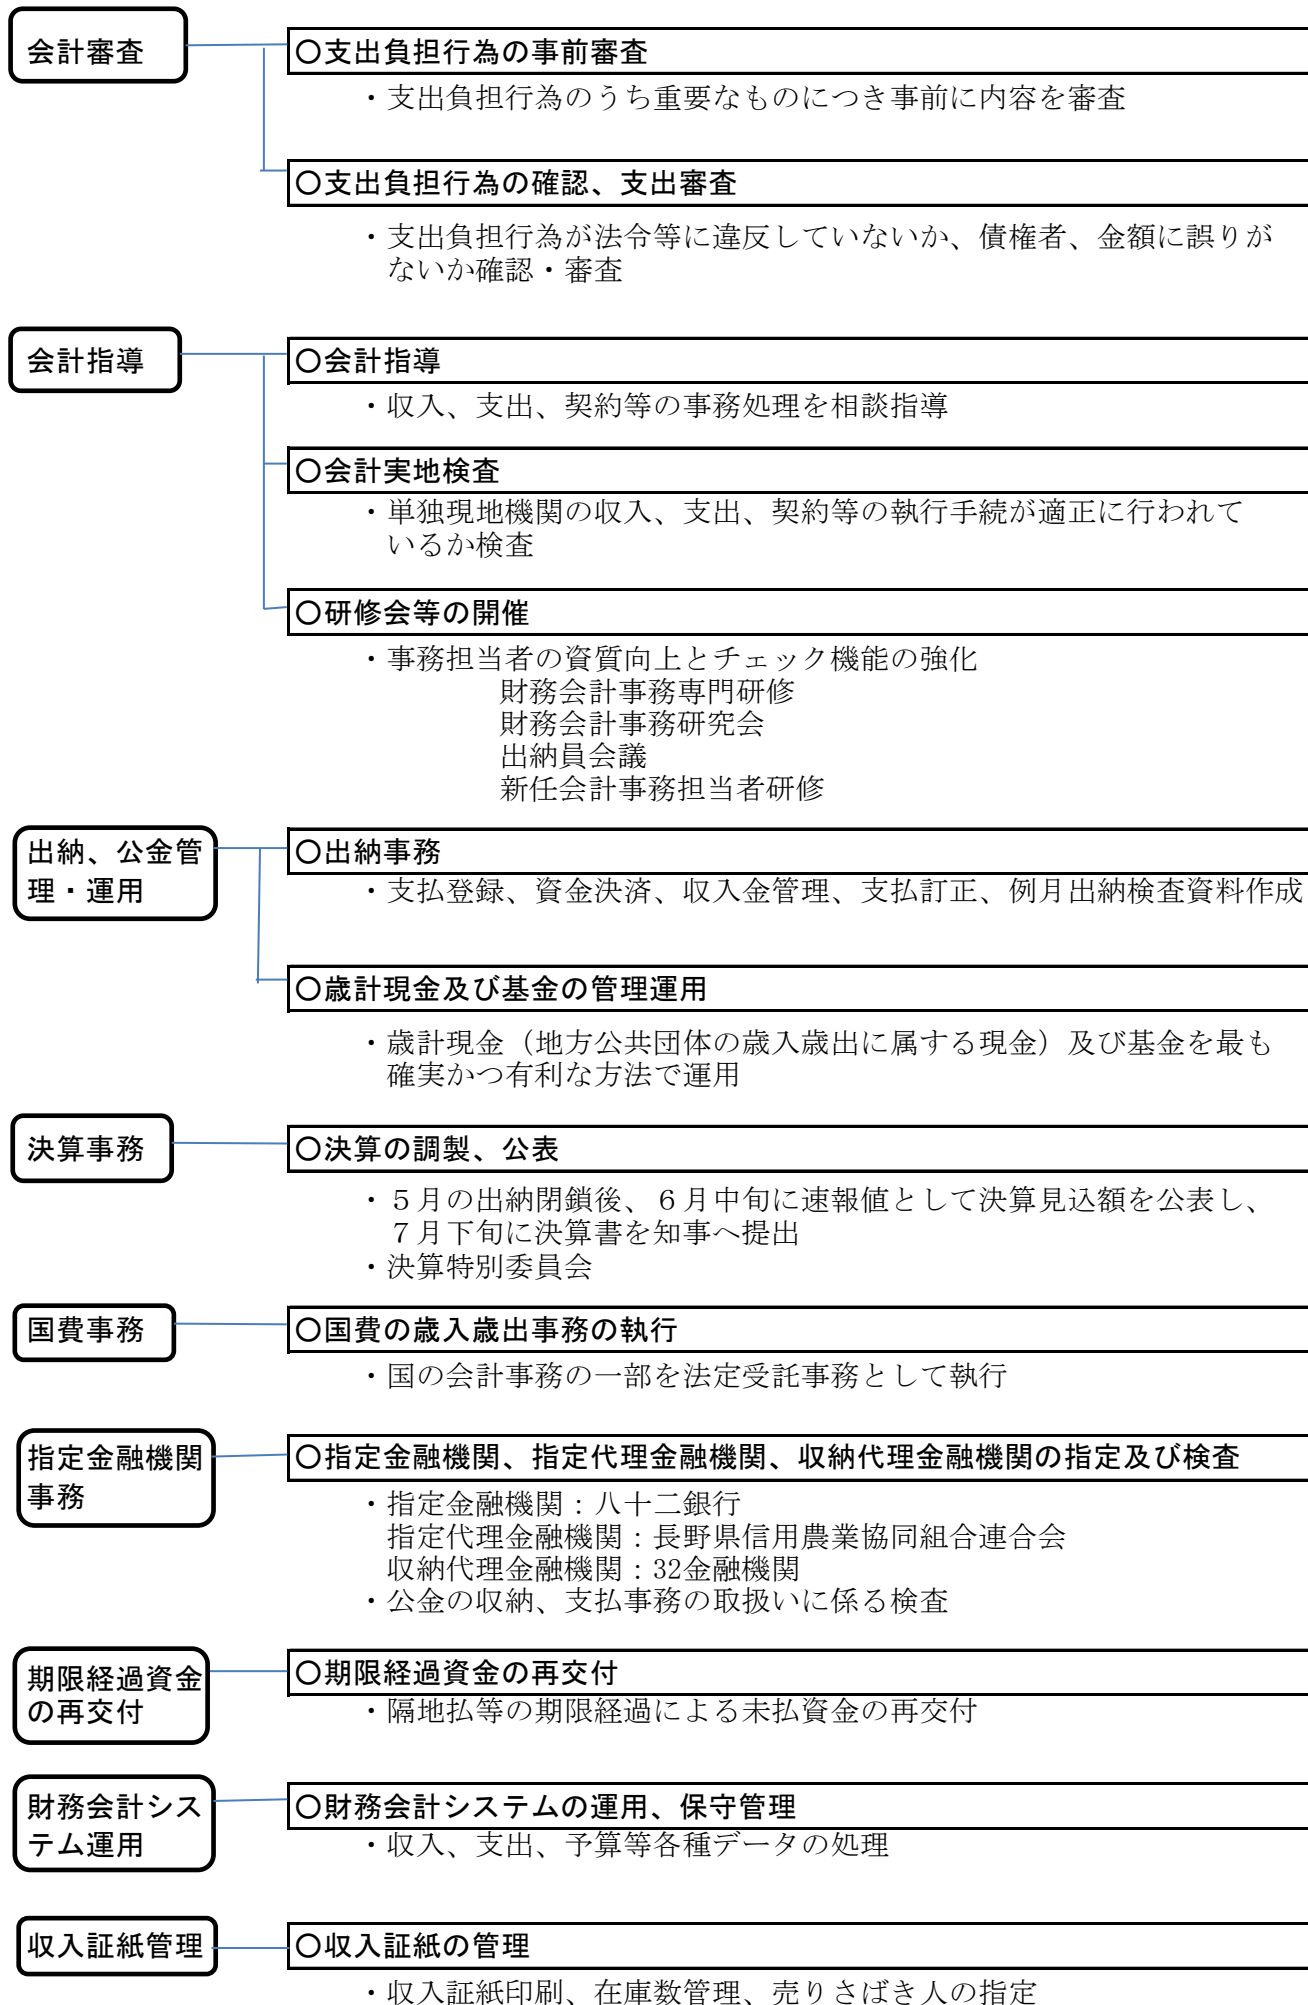 会計審査
〇支出負担行為の事前審査
・支出負担行為のうち重要なものにつき事前に内容を審査
〇支出負担行為の確認、支出審査
・支出負担行為が法令等に違反していないか、債権者、金額に誤りが
ないか確認・審査
会計指導
〇会計指導
・収入、支出、契約等の事務処理を相談指導
〇会計実地検査
・単独現地機関の収入、支出、契約等の執行手続が適正に行われて
いるか検査
〇研修会等の開催
・事務担当者の資質向上とチェック機能の強化
財務会計事務専門研修
財務会計事務研究会
出納員会議
新任会計事務担当者研修
出納、公金管
理・運用
〇出納事務
・支払登録、資金決済、収入金管理、支払訂正、例月出納検査資料作成
〇歳計現金及び基金の管理運用
・歳計現金（地方公共団体の歳入歳出に属する現金）及び基金を最も
確実かつ有利な方法で運用
決算事務
〇決算の調製、公表
・５月の出納閉鎖後、６月中旬に速報値として決算見込額を公表し、
７月下旬に決算書を知事へ提出
・決算特別委員会
国費事務
〇国費の歳入歳出事務の執行
・国の会計事務の一部を法定受託事務として執行
指定金融機関
事務
〇指定金融機関、指定代理金融機関、収納代理金融機関の指定及び検査
・指定金融機関：八十二銀行
指定代理金融機関：長野県信用農業協同組合連合会
収納代理金融機関：32金融機関
・公金の収納、支払事務の取扱いに係る検査
期限経過資金
の再交付
〇期限経過資金の再交付
・隔地払等の期限経過による未払資金の再交付
財務会計シス
テム運用
〇財務会計システムの運用、保守管理
・収入、支出、予算等各種データの処理
収入証紙管理
〇収入証紙の管理
・収入証紙印刷、在庫数管理、売りさばき人の指定